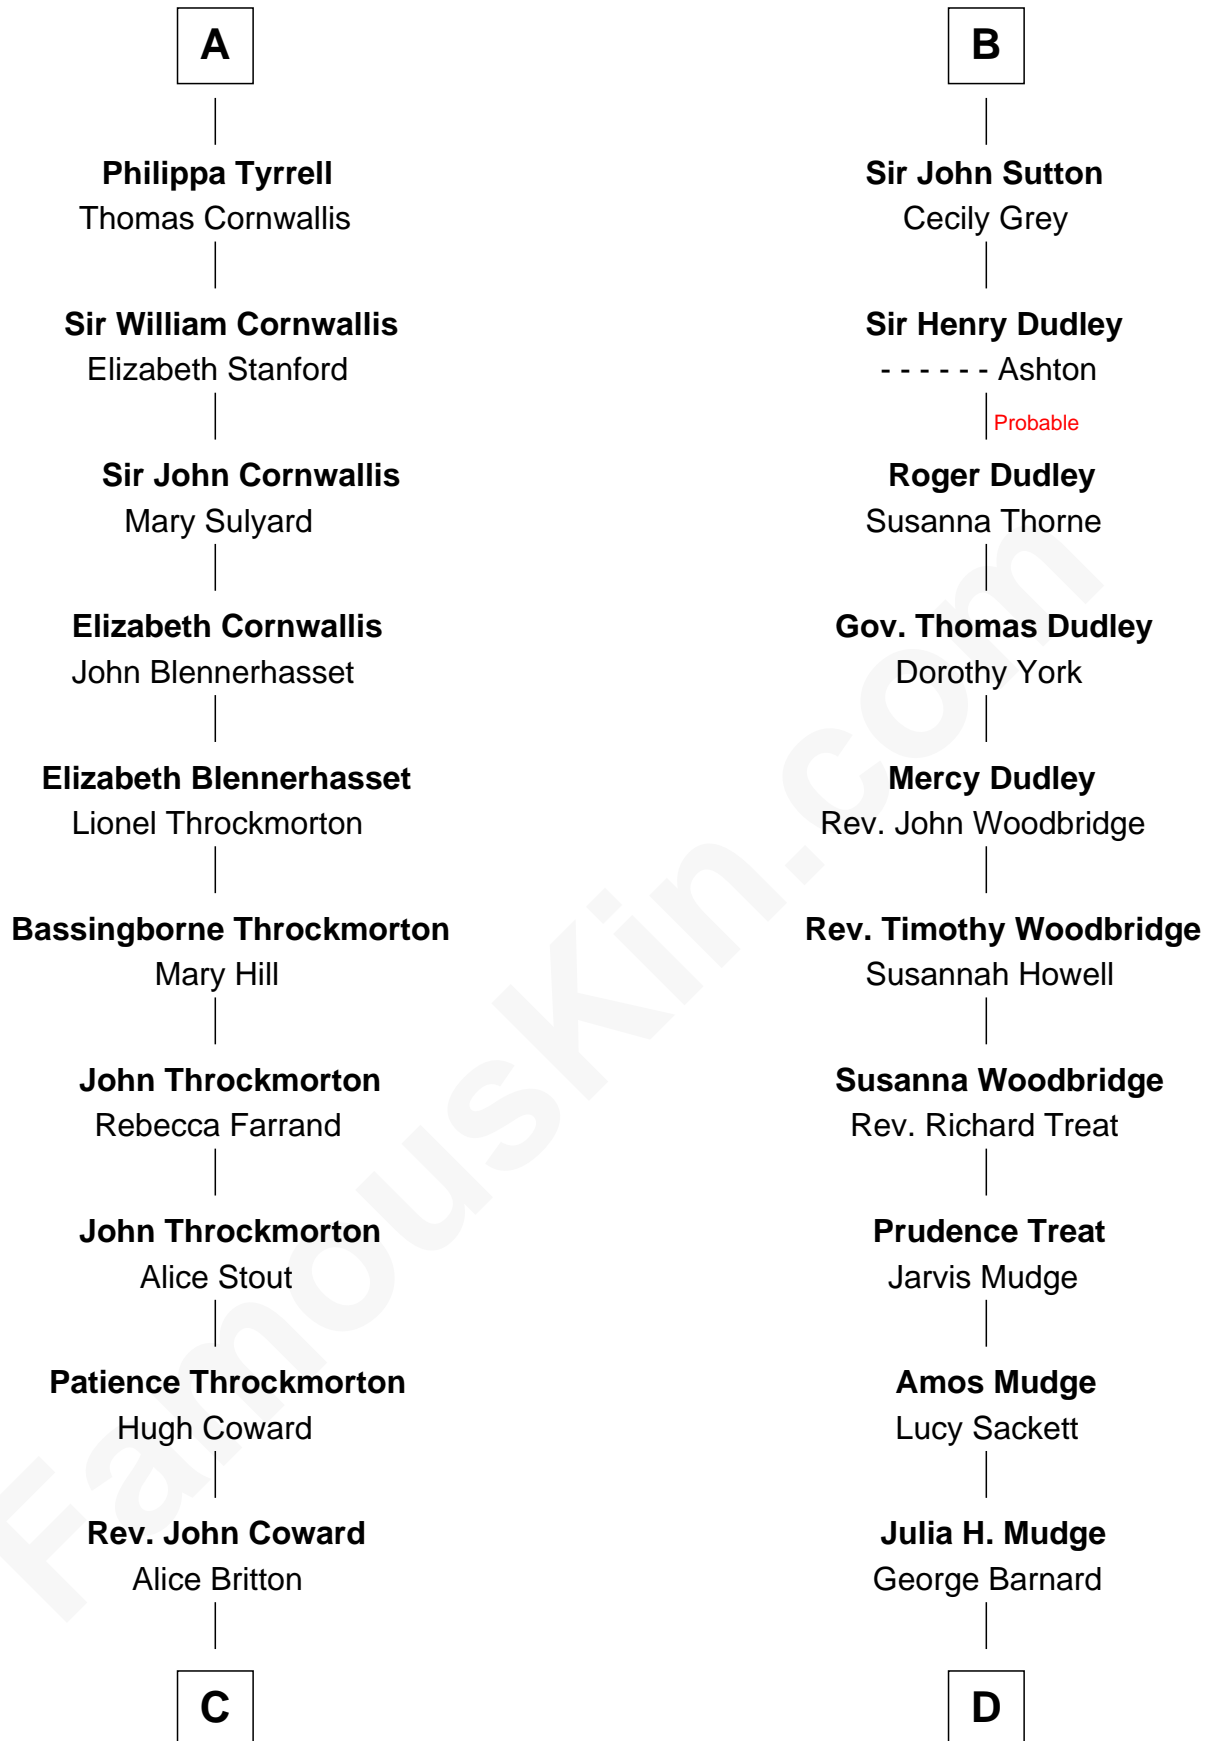 A
Philippa Tyrrell
Thomas Cornwallis
Sir William Cornwallis
Elizabeth Stanford
Sir John Cornwallis
Mary Sulyard
Elizabeth Cornwallis
John Blennerhasset
Elizabeth Blennerhasset
Lionel Throckmorton
Bassingborne Throckmorton
Mary Hill
John Throckmorton
Rebecca Farrand
John Throckmorton
Alice Stout
Patience Throckmorton
Hugh Coward
Rev. John Coward
Alice Britton
C
B
Sir John Sutton
Cecily Grey
Sir Henry Dudley
- - - - - - Ashton
Probable
Roger Dudley
Susanna Thorne
Gov. Thomas Dudley
Dorothy York
Mercy Dudley
Rev. John Woodbridge
Rev. Timothy Woodbridge
Susannah Howell
Susanna Woodbridge
Rev. Richard Treat
Prudence Treat
Jarvis Mudge
Amos Mudge
Lucy Sackett
Julia H. Mudge
George Barnard
D
FamousKin.com